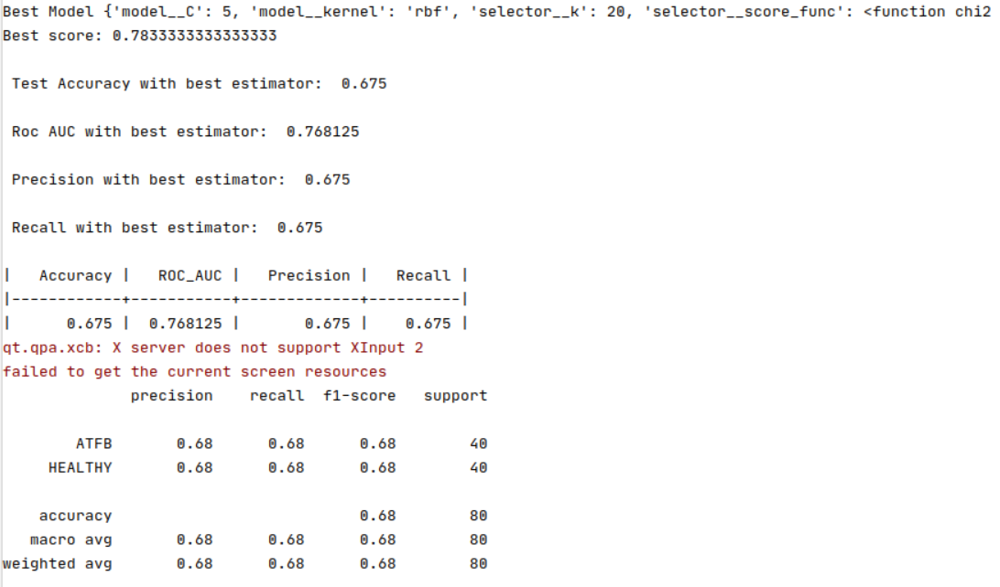 Best Model {'model__C': 5, 'model__kernel': 'rbf', 'selector__k': 20, 'selector__score_func': <function chi2
Best score: 0.7833333333333333
Test Accuracy with best estimator:  0.675
Roc AUC with best estimator:  0.768125
Precision with best estimator:  0.675
Recall with best estimator:  0.675
|   Accuracy |   ROC_AUC |   Precision |   Recall |
|------------+-----------+-------------+----------|
|      0.675 |  0.768125 |       0.675 |    0.675 |
qt.qpa.xcb: X server does not support XInput 2
failed to get the current screen resources
              precision    recall  f1-score   support
        ATFB       0.68      0.68      0.68        40
     HEALTHY       0.68      0.68      0.68        40
    accuracy                           0.68        80
   macro avg       0.68      0.68      0.68        80
weighted avg       0.68      0.68      0.68        80